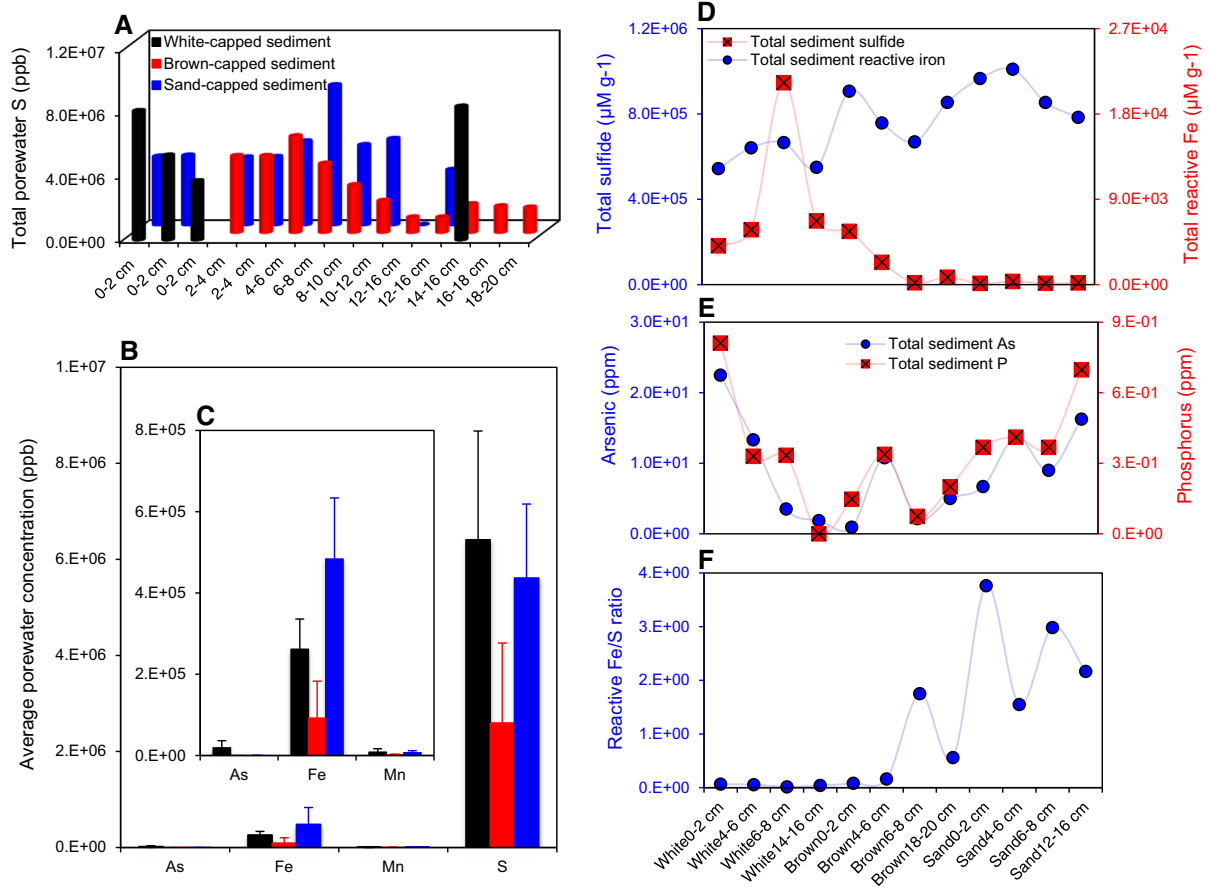 A
White-capped sediment
Brown-capped sediment
Sand-capped sediment
Total porewater S (ppb)
1.2E+07
8.0E+06
4.0E+06
0.0E+00
0-2 cm
0-2 cm
0-2 cm
2-4 cm
2-4 cm
4-6 cm
6-8 cm
8-10 cm
10-12 cm
12-16 cm
12-16 cm
14-16 cm
16-18 cm
18-20 cm
B
Average porewater concentration (ppb)
1.E+07
8.E+06
6.E+06
4.E+06
2.E+06
0.E+00
As
Fe
Mn
S
C
8.E+05
6.E+05
4.E+05
2.E+05
0.E+00
As
Fe
Mn
D
Total sediment sulfide
Total sediment reactive iron
Total sulfide (µM g-1)
1.2E+06
8.0E+05
4.0E+05
0.0E+00
2.7E+04
1.8E+04
9.0E+03
0.0E+00
Total reactive Fe (µM g-1)
E
Total sediment As
Total sediment P
Arsenic (ppm)
3.0E+01
2.0E+01
1.0E+01
0.0E+00
9.E-01
6.E-01
3.E-01
0.E+00
Phosphorus (ppm)
F
Reactive Fe/S ratio
4.E+00
2.E+00
0.E+00
White0-2 cm
White4-6 cm
White6-8 cm
White14-16 cm
Brown0-2 cm
Brown4-6 cm
Brown6-8 cm
Brown18-20 cm
Sand0-2 cm
Sand4-6 cm
Sand6-8 cm
Sand12-16 cm